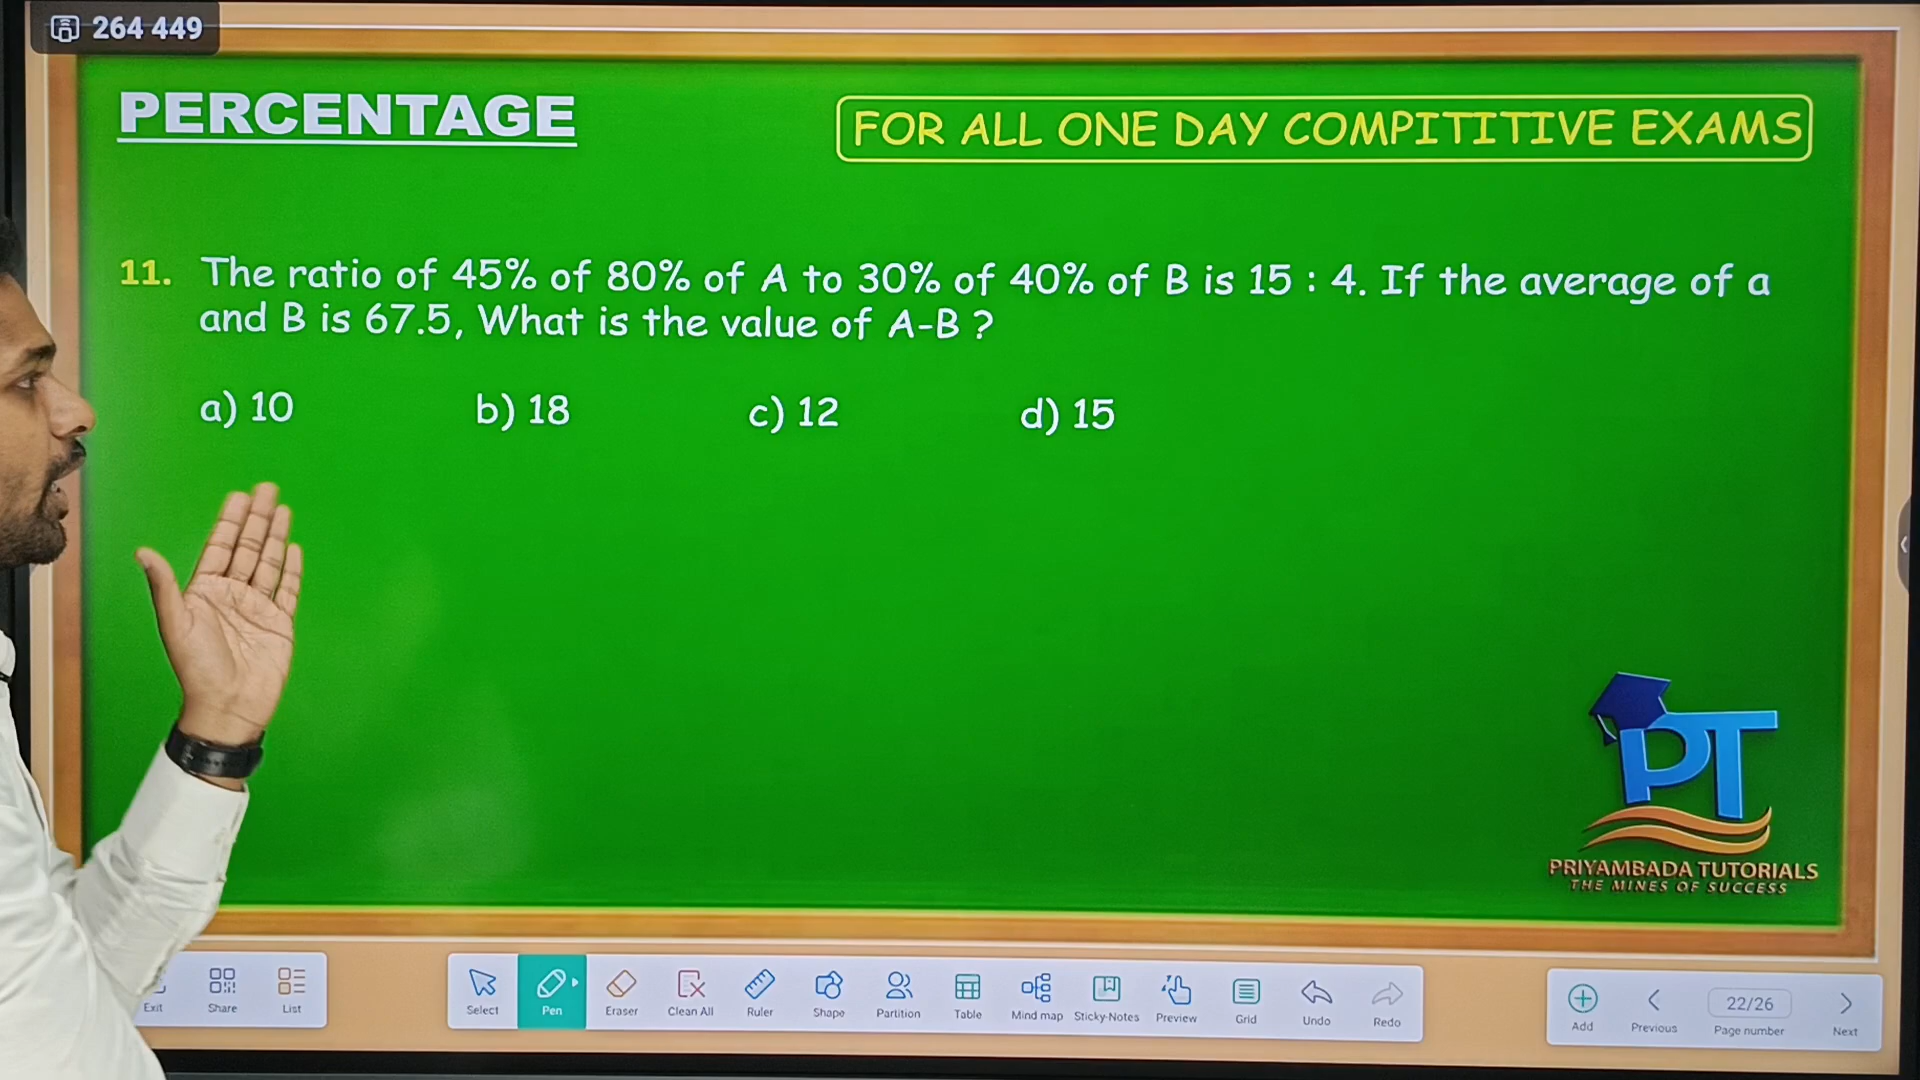 264 449
PERCENTAGE
FOR ALL ONE DAY COMPITITIVE EXAMS
11. The ratio of 45% of 80% of A to 30% of 40% of B is 15 : 4. If the average of a
and B is 67.5, What is the value of A-B ?
a) 10 b) 18 c) 12 d) 15
PT
PRIYAMBADA TUTORIALS
THE MINES OF SUCCESS
Exit Share List Select Pen Eraser Clean All Ruler Shape Partition Table Mind map Sticky-Notes Preview Grid Undo Redo Add Previous 22/26 Page number Next